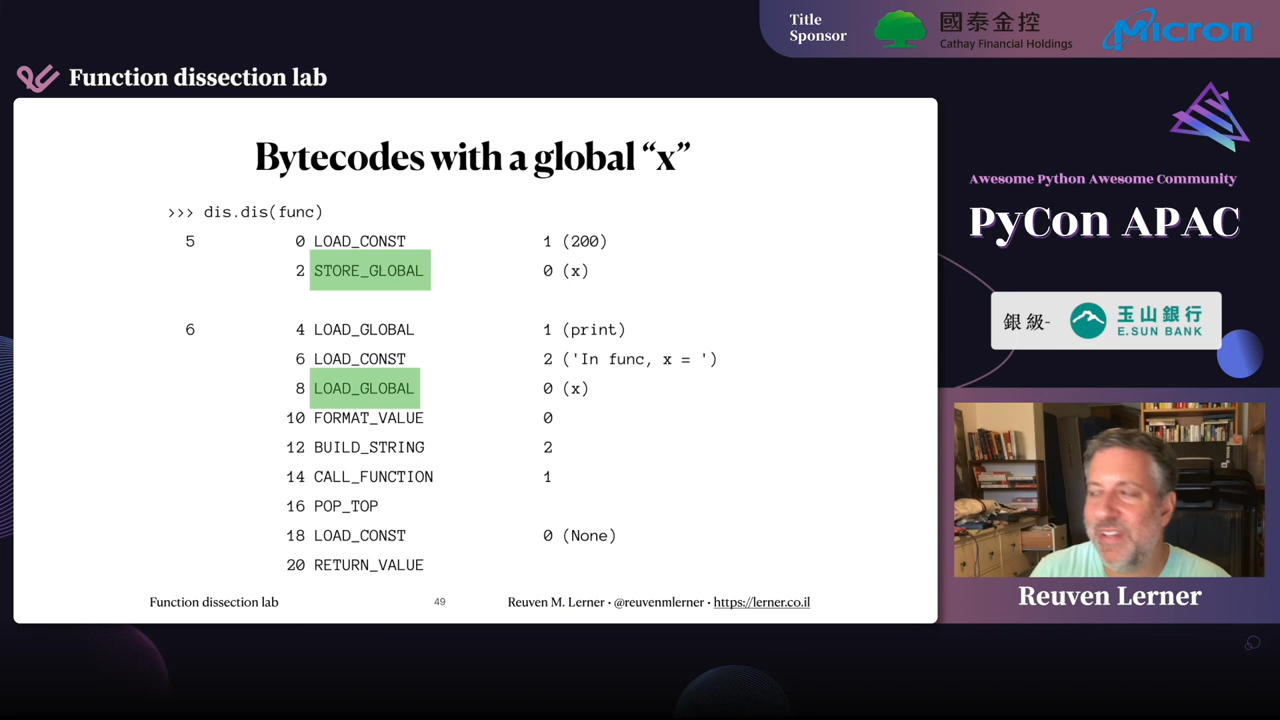 Title
Sponsor
國泰金控
Cathay Financial Holdings
Micron
Function dissection lab
Bytecodes with a global “x”
>>> dis.dis(func)
5 0 LOAD_CONST 1 (200)
2 STORE_GLOBAL 0 (x)
6 4 LOAD_GLOBAL 1 (print)
6 LOAD_CONST 2 ('In func, x = ')
8 LOAD_GLOBAL 0 (x)
10 FORMAT_VALUE 0
12 BUILD_STRING 2
14 CALL_FUNCTION 1
16 POP_TOP
18 LOAD_CONST 0 (None)
20 RETURN_VALUE
Function dissection lab 49 Reuven M. Lerner • @reuvenmlerner • https://lerner.co.il
Awesome Python Awesome Community
PyCon APAC
銀級-
玉山銀行
E.SUN BANK
Reuven Lerner